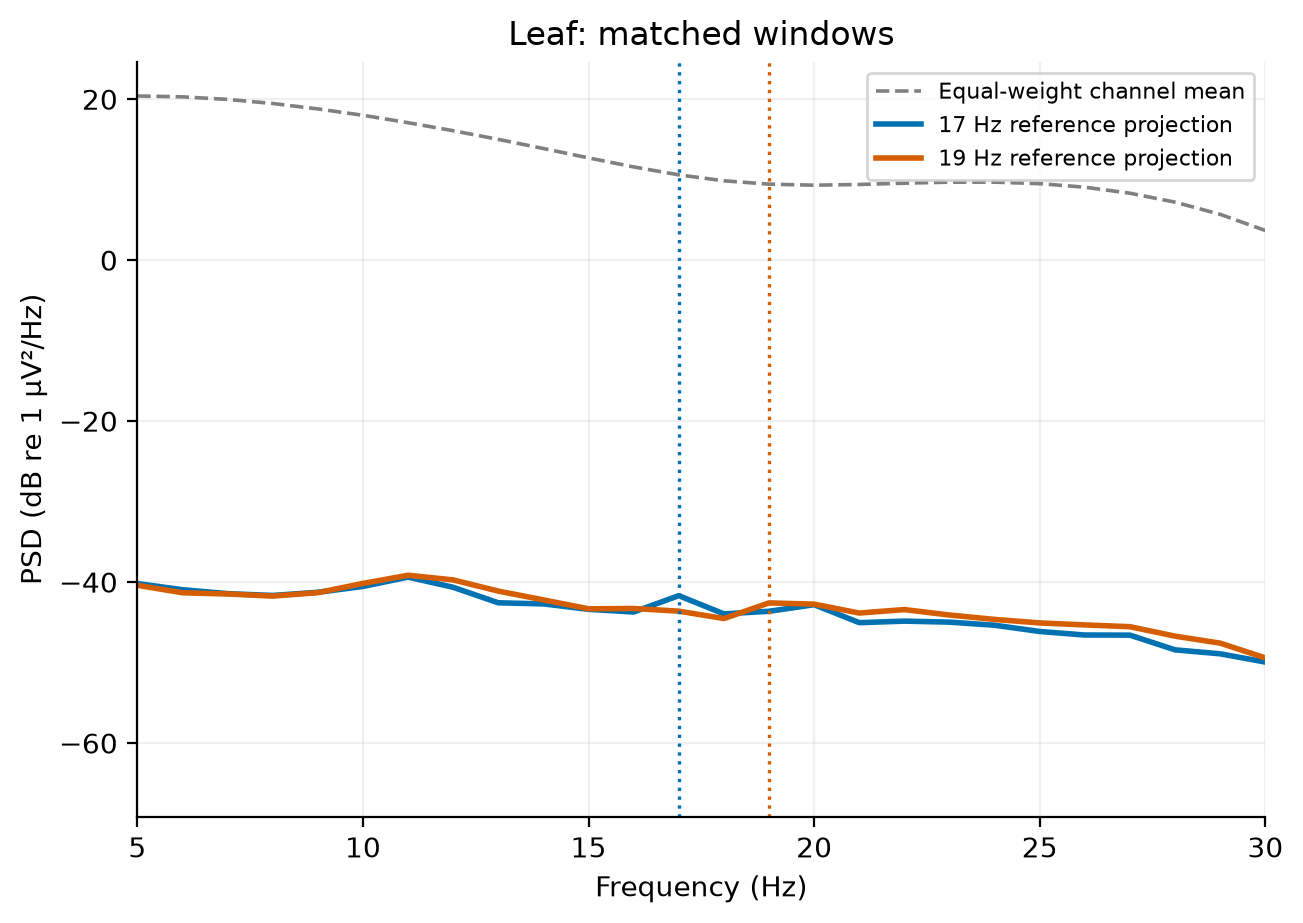 Leaf: matched windows
Equal-weight channel mean
17 Hz reference projection
19 Hz reference projection
PSD (dB re 1 µV²/Hz)
20
0
−20
−40
−60
5
10
15
20
25
30
Frequency (Hz)